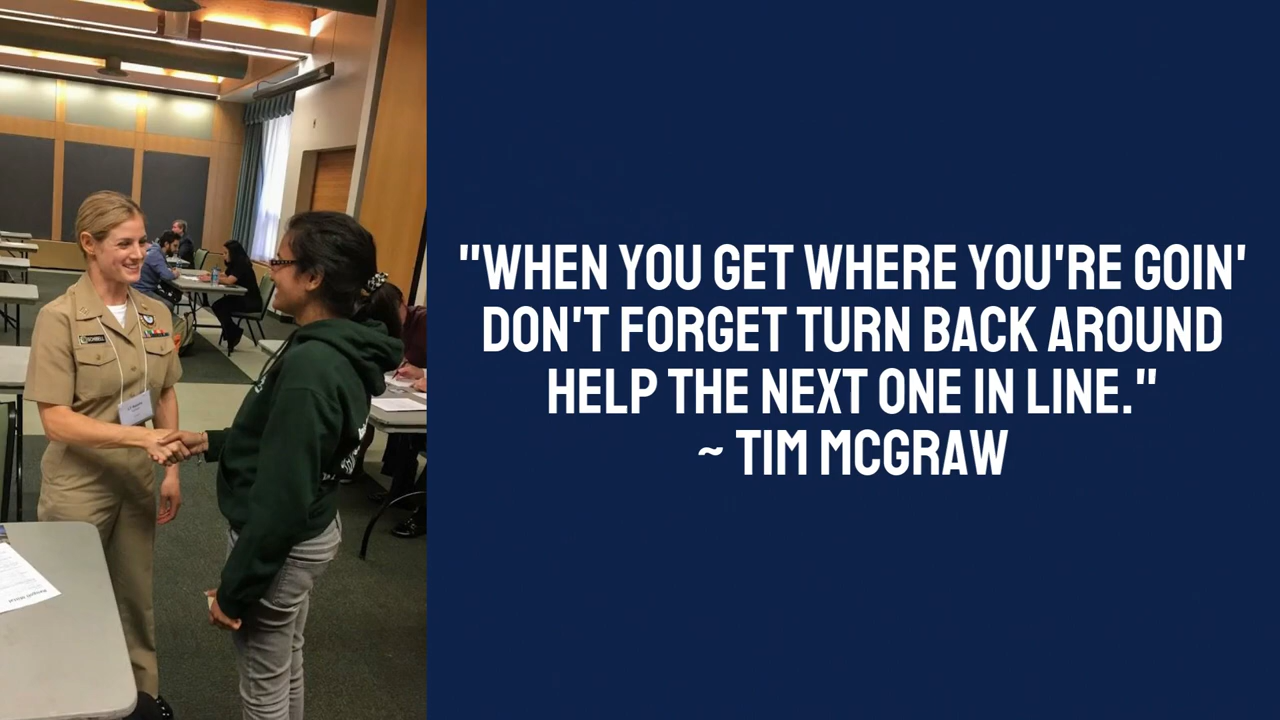 "WHEN YOU GET WHERE YOU'RE GOIN'
DON'T FORGET TURN BACK AROUND
HELP THE NEXT ONE IN LINE."
~ TIM MCGRAW